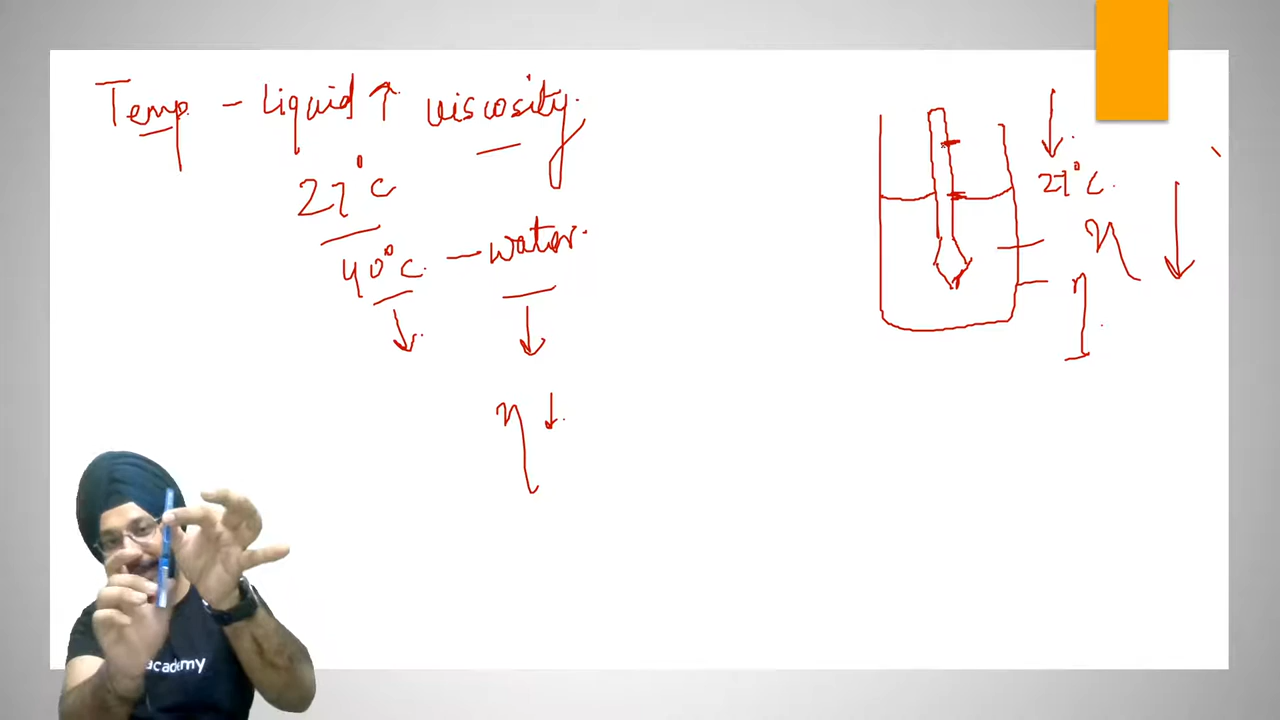 Temp - Liquid ↑ viscosity.
27°C
40°C. - water.
η ↓
27°C.
η ↓
η
academy